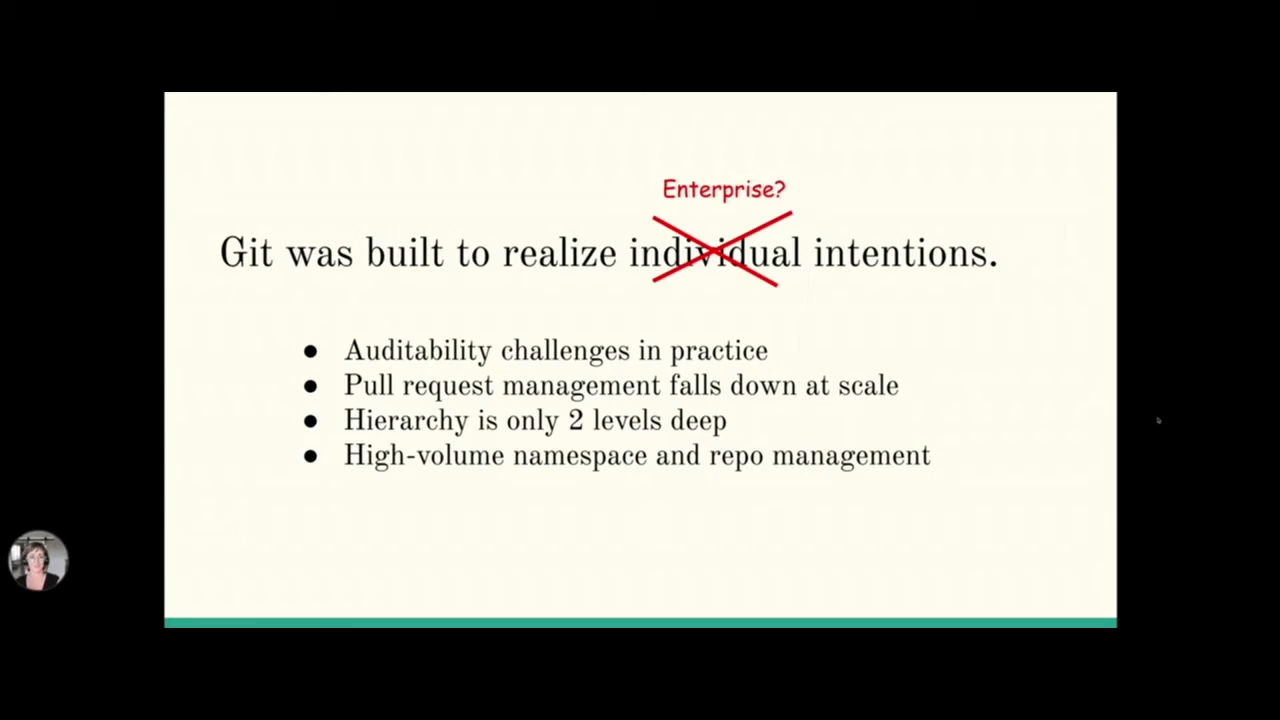 Enterprise?
Git was built to realize individual intentions.
● Auditability challenges in practice
● Pull request management falls down at scale
● Hierarchy is only 2 levels deep
● High-volume namespace and repo management